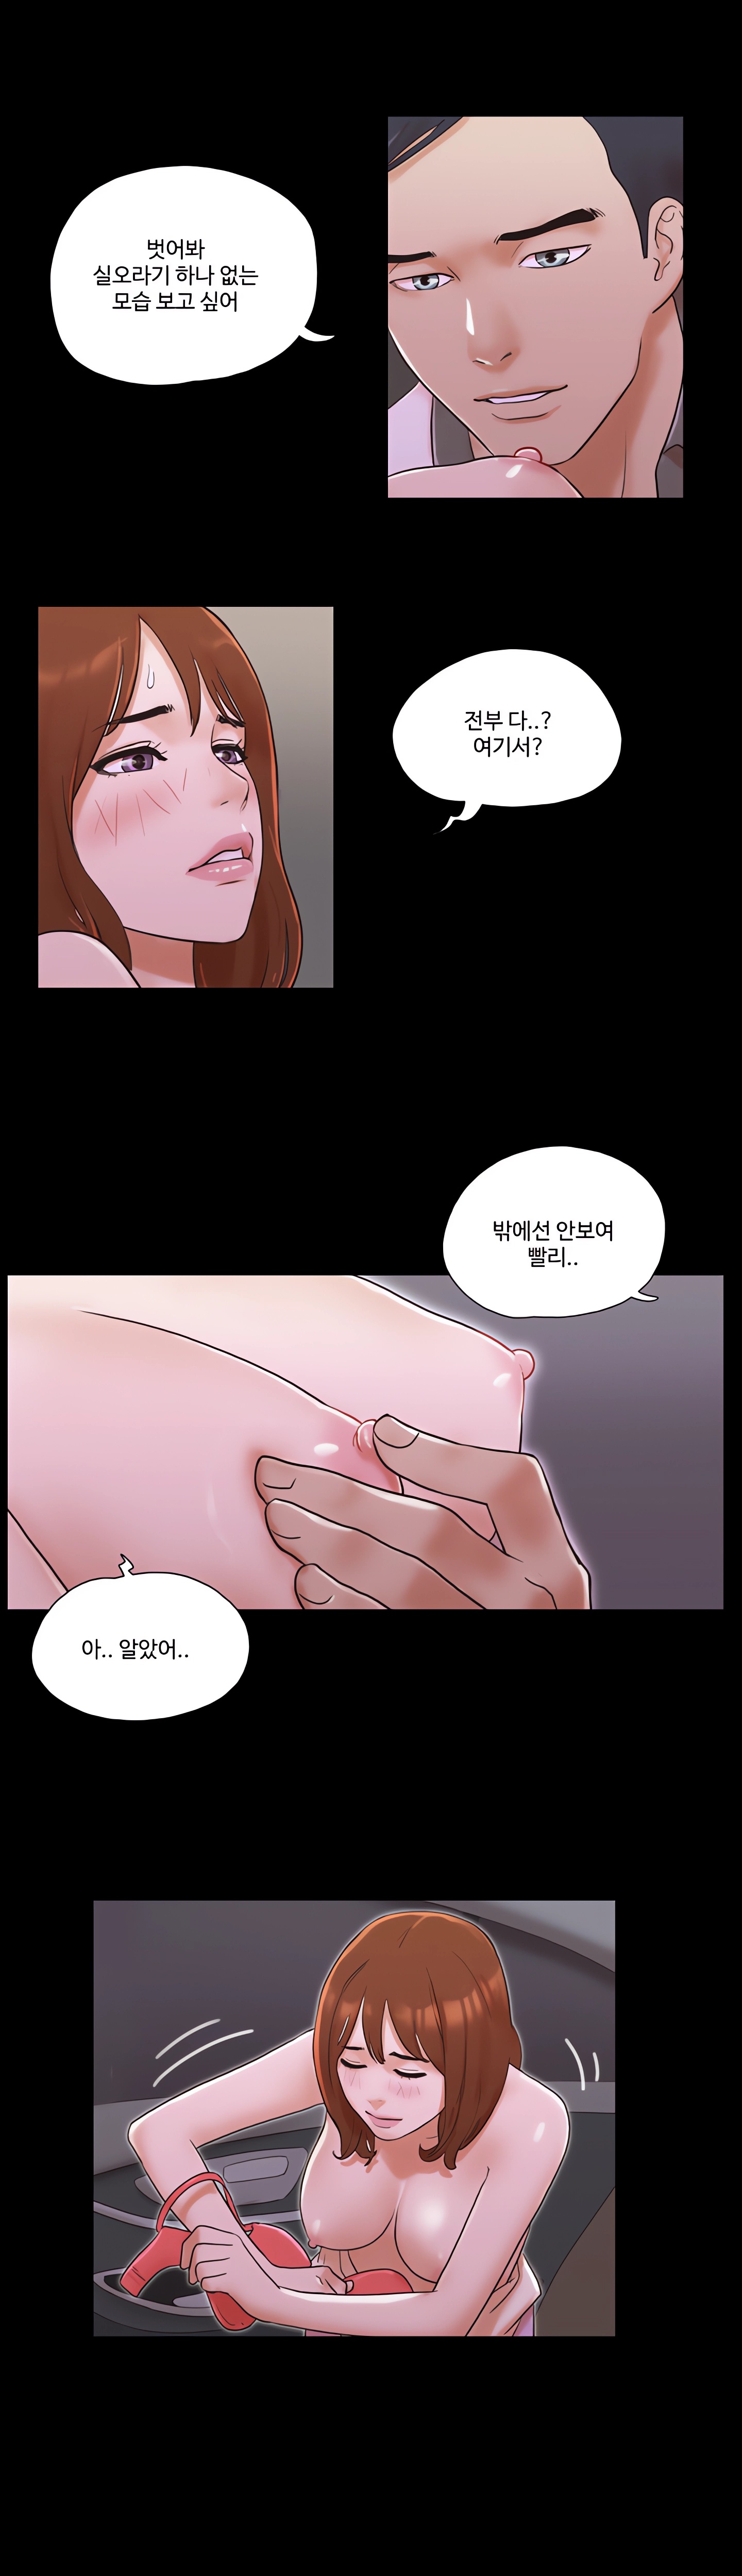 벗어봐
실오라기 하나 없는
모습 보고 싶어
전부 다..?
여기서?
밖에선 안보여
빨리..
아.. 알았어..